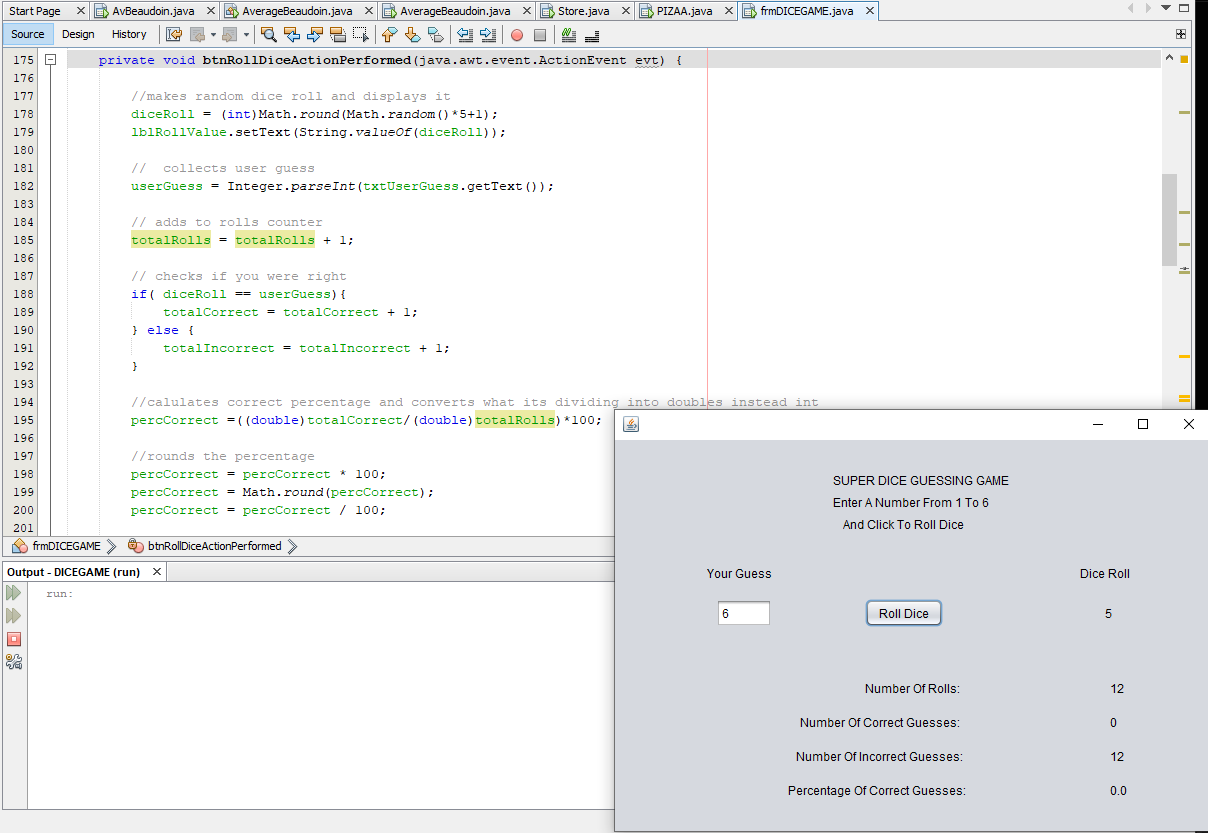 Start Page AvBeaudoin.java AverageBeaudoin.java AverageBeaudoin.java Store.java PIZAA.java frmDICEGAME.java
Source Design History
175 private void btnRollDiceActionPerformed(java.awt.event.ActionEvent evt) {
176
177 //makes random dice roll and displays it
178 diceRoll = (int)Math.round(Math.random()*5+1);
179 lblRollValue.setText(String.valueOf(diceRoll));
180
181 //  collects user guess
182 userGuess = Integer.parseInt(txtUserGuess.getText());
183
184 // adds to rolls counter
185 totalRolls = totalRolls + 1;
186
187 // checks if you were right
188 if( diceRoll == userGuess){
189 totalCorrect = totalCorrect + 1;
190 } else {
191 totalIncorrect = totalIncorrect + 1;
192 }
193
194 //calulates correct percentage and converts what its dividing into doubles instead int
195 percCorrect =((double)totalCorrect/(double)totalRolls)*100;
196
197 //rounds the percentage
198 percCorrect = percCorrect * 100;
199 percCorrect = Math.round(percCorrect);
200 percCorrect = percCorrect / 100;
201
frmDICEGAME btnRollDiceActionPerformed
Output - DICEGAME (run)
run:
SUPER DICE GUESSING GAME
Enter A Number From 1 To 6
And Click To Roll Dice
Your Guess Dice Roll
6 Roll Dice 5
Number Of Rolls: 12
Number Of Correct Guesses: 0
Number Of Incorrect Guesses: 12
Percentage Of Correct Guesses: 0.0